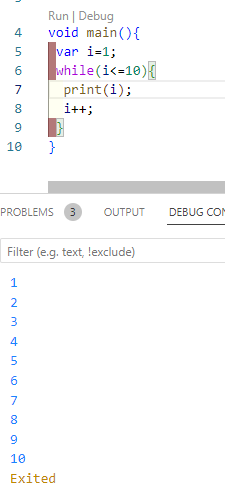 Run | Debug
4 void main(){
5 var i=1;
6 while(i<=10){
7 print(i);
8 i++;
9 }
10 }
PROBLEMS 3 OUTPUT DEBUG CON
Filter (e.g. text, !exclude)
1
2
3
4
5
6
7
8
9
10
Exited